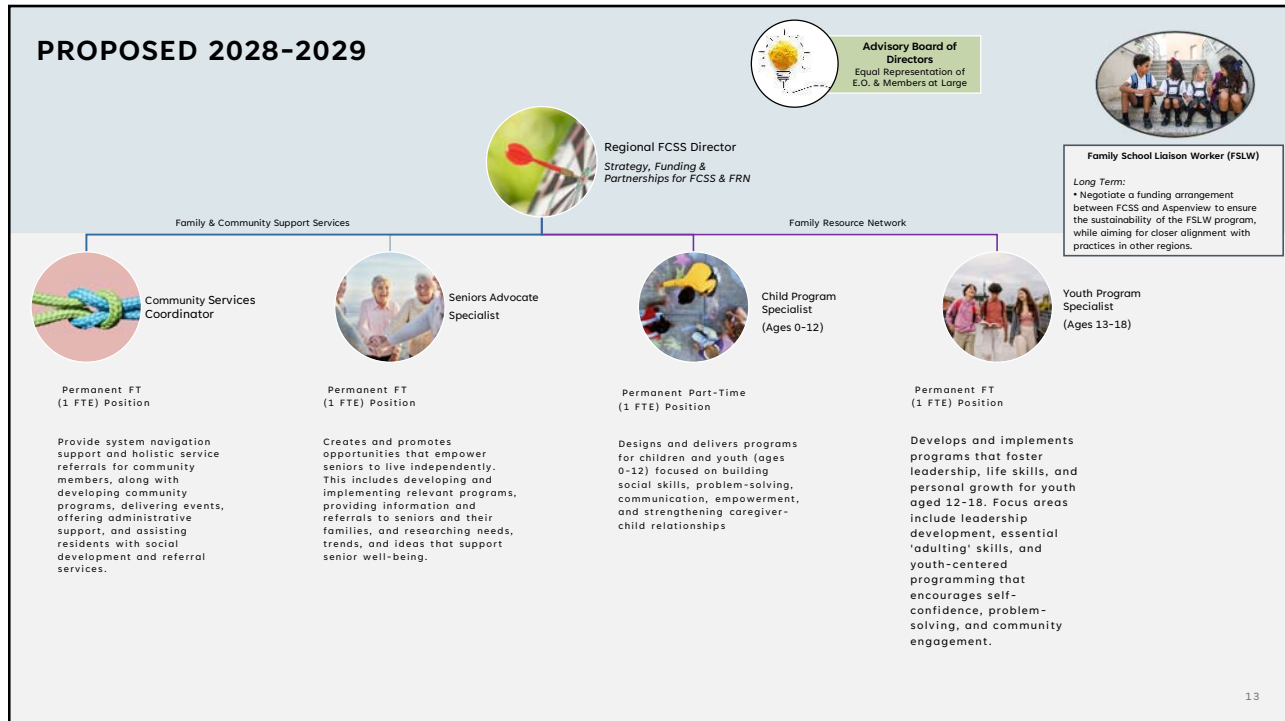 PROPOSED 2028-2029
Advisory Board of
Directors
Equal Representation of
E.O. & Members at Large
Regional FCSS Director
Strategy, Funding &
Partnerships for FCSS & FRN
Family School Liaison Worker (FSLW)
Long Term:
• Negotiate a funding arrangement
between FCSS and Aspenview to ensure
the sustainability of the FSLW program,
while aiming for closer alignment with
practices in other regions.
Family & Community Support Services
Family Resource Network
Community Services
Coordinator
Seniors Advocate
Specialist
Child Program
Specialist
(Ages 0-12)
Youth Program
Specialist
(Ages 13-18)
Permanent FT
(1 FTE) Position
Provide system navigation
support and holistic service
referrals for community
members, along with
developing community
programs, delivering events,
offering administrative
support, and assisting
residents with social
development and referral
services.
Permanent FT
(1 FTE) Position
Creates and promotes
opportunities that empower
seniors to live independently.
This includes developing and
implementing relevant programs,
providing information and
referrals to seniors and their
families, and researching needs,
trends, and ideas that support
senior well-being.
Permanent Part-Time
(1 FTE) Position
Designs and delivers programs
for children and youth (ages
0-12) focused on building
social skills, problem-solving,
communication, empowerment,
and strengthening caregiver-
child relationships
Permanent FT
(1 FTE) Position
Develops and implements
programs that foster
leadership, life skills, and
personal growth for youth
aged 12-18. Focus areas
include leadership
development, essential
'adulting' skills, and
youth-centered
programming that
encourages self-
confidence, problem-
solving, and community
engagement.
13